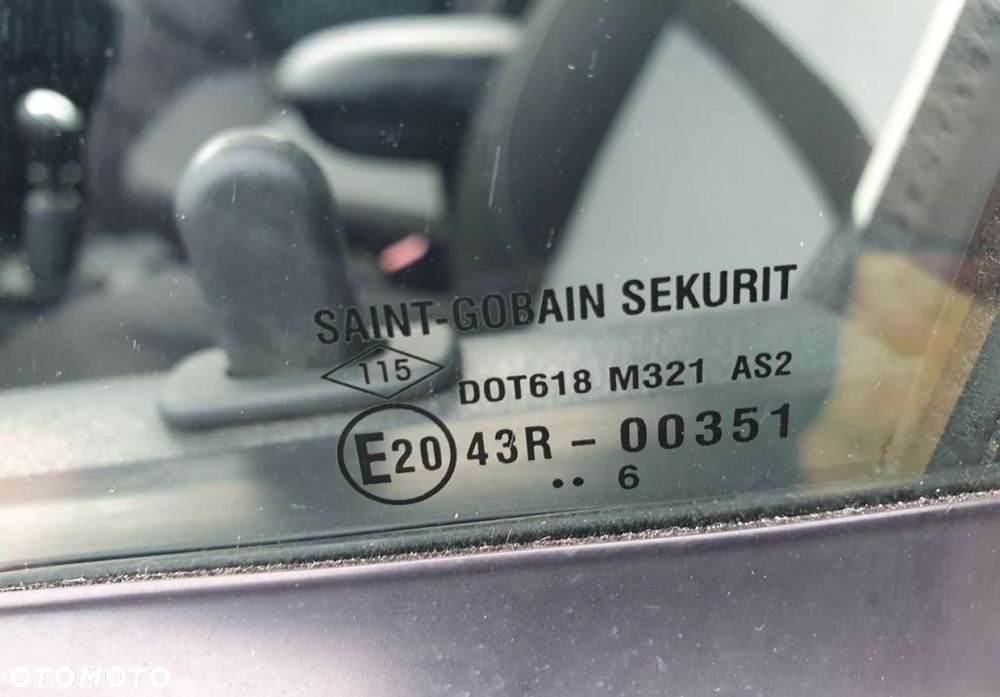 SAINT-GOBAIN SEKURIT
115
DOT618 M321 AS2
E20 43R - 00351
•• 6
OTOMOTO